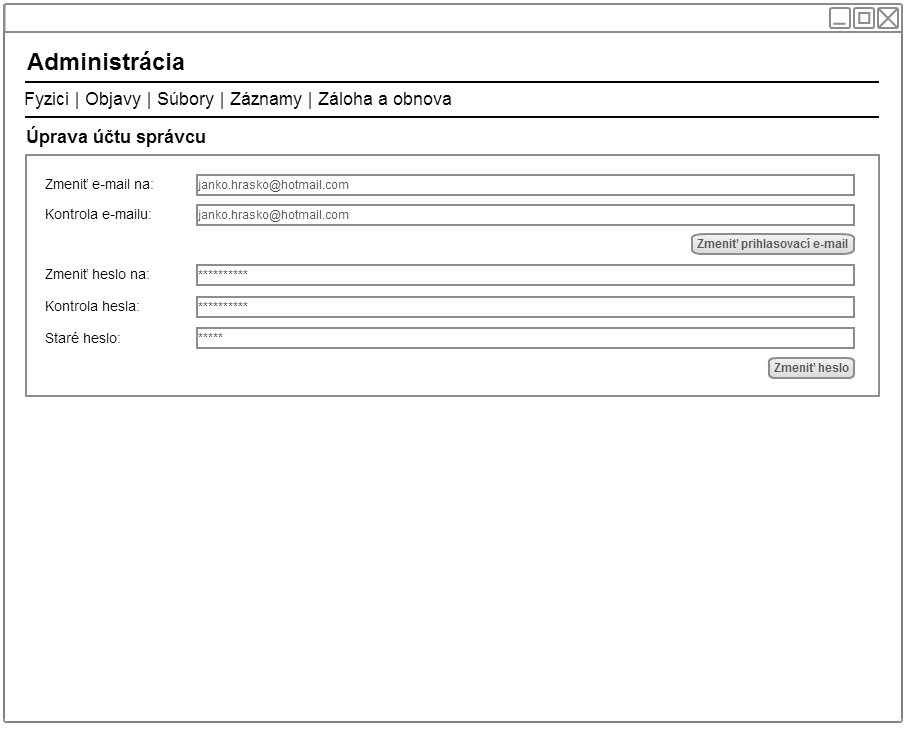 Administrácia
Fyzici | Objavy | Súbory | Záznamy | Záloha a obnova
Úprava účtu správcu
Zmeniť e-mail na: janko.hrasko@hotmail.com
Kontrola e-mailu: janko.hrasko@hotmail.com
Zmeniť prihlasovací e-mail
Zmeniť heslo na: **********
Kontrola hesla: **********
Staré heslo: *****
Zmeniť heslo